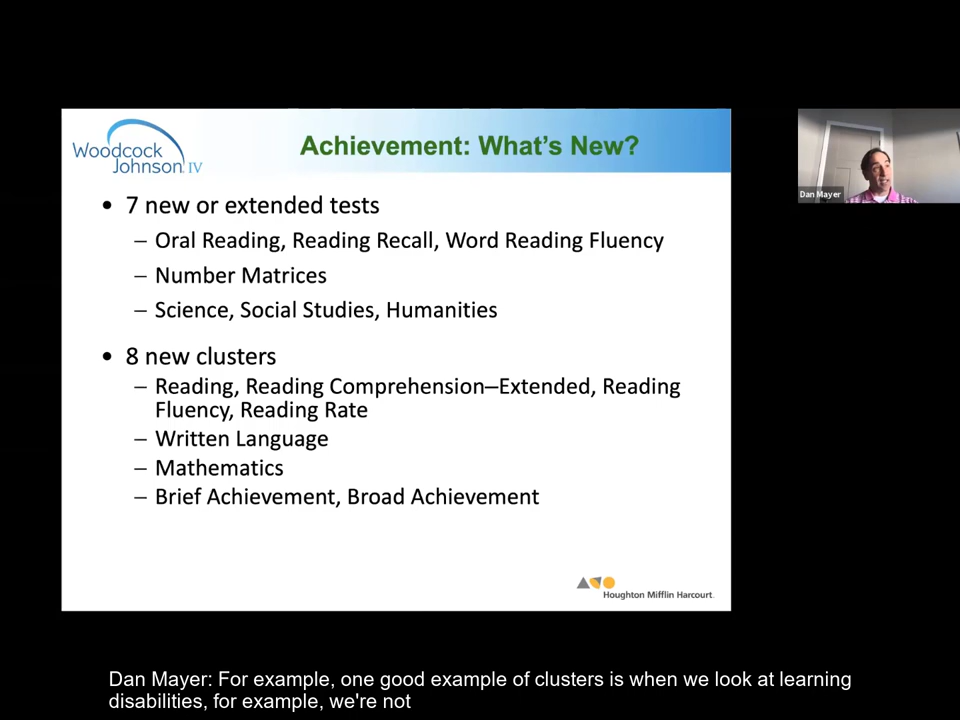 Woodcock
Johnson IV
Achievement: What's New?
• 7 new or extended tests
– Oral Reading, Reading Recall, Word Reading Fluency
– Number Matrices
– Science, Social Studies, Humanities
• 8 new clusters
– Reading, Reading Comprehension–Extended, Reading
Fluency, Reading Rate
– Written Language
– Mathematics
– Brief Achievement, Broad Achievement
Houghton Mifflin Harcourt
Dan Mayer
Dan Mayer: For example, one good example of clusters is when we look at learning
disabilities, for example, we're not